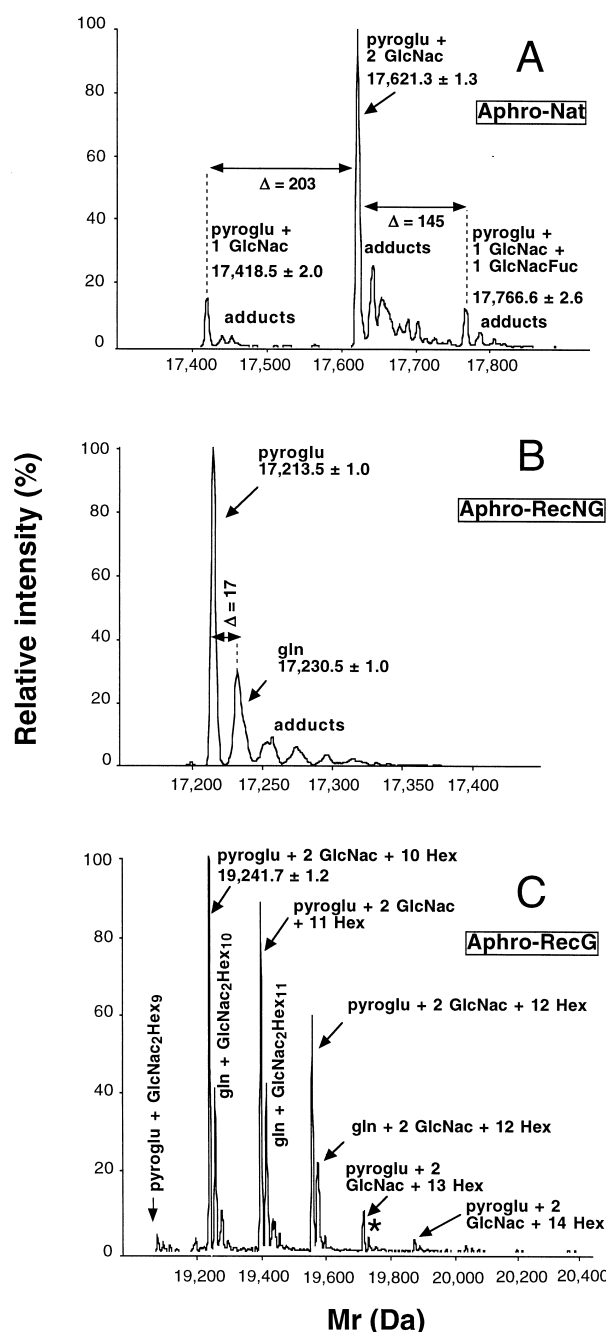 Relative intensity (%)
100
80
60
40
20
0
pyroglu +
2 GlcNac
17,621.3 ± 1.3
A
Aphro-Nat
Δ = 203
Δ = 145
pyroglu +
1 GlcNac
17,418.5 ± 2.0
adducts
adducts
pyroglu +
1 GlcNac +
1 GlcNacFuc
17,766.6 ± 2.6
adducts
17,400
17,500
17,600
17,700
17,800
100
80
60
40
20
0
pyroglu
17,213.5 ± 1.0
B
Aphro-RecNG
Δ = 17
gln
17,230.5 ± 1.0
adducts
17,200
17,250
17,300
17,350
17,400
100
80
60
40
20
pyroglu + 2 GlcNac + 10 Hex
19,241.7 ± 1.2
C
Aphro-RecG
pyroglu + 2 GlcNac
+ 11 Hex
pyroglu + GlcNac2Hex9
gln + GlcNac2Hex10
gln + GlcNac2Hex11
pyroglu + 2 GlcNac + 12 Hex
gln + 2 GlcNac + 12 Hex
pyroglu + 2
GlcNac + 13 Hex
*
pyroglu + 2
GlcNac + 14 Hex
19,200
19,400
19,600
19,800
20,000
20,200
20,400
Mr (Da)